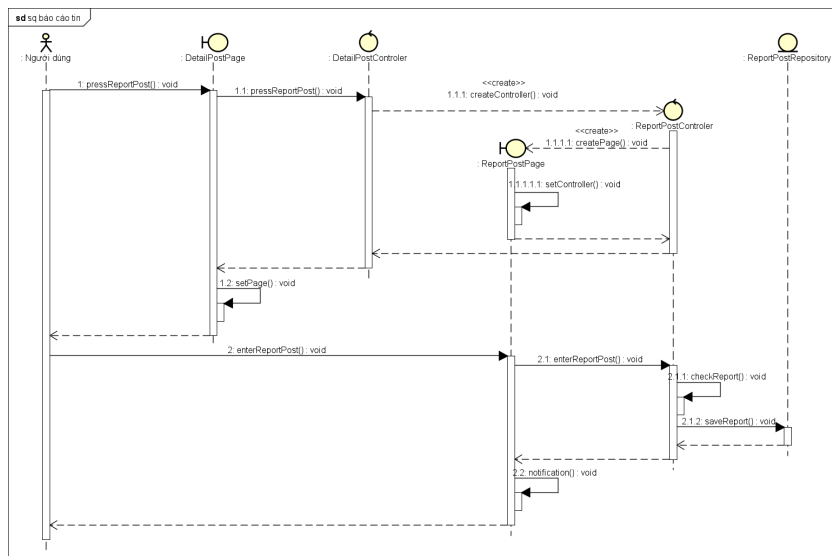 sd sq báo cáo tin
: Người dùng
: DetailPostPage
: DetailPostControler
: ReportPostRepository
1: pressReportPost() : void
1.1: pressReportPost() : void
<<create>>
1.1.1: createController() : void
: ReportPostControler
<<create>>
1.1.1.1: createPage() : void
: ReportPostPage
1.1.1.1.1: setController() : void
1.2: setPage() : void
2: enterReportPost() : void
2.1: enterReportPost() : void
2.1.1: checkReport() : void
2.1.2: saveReport() : void
2.2: notification() : void